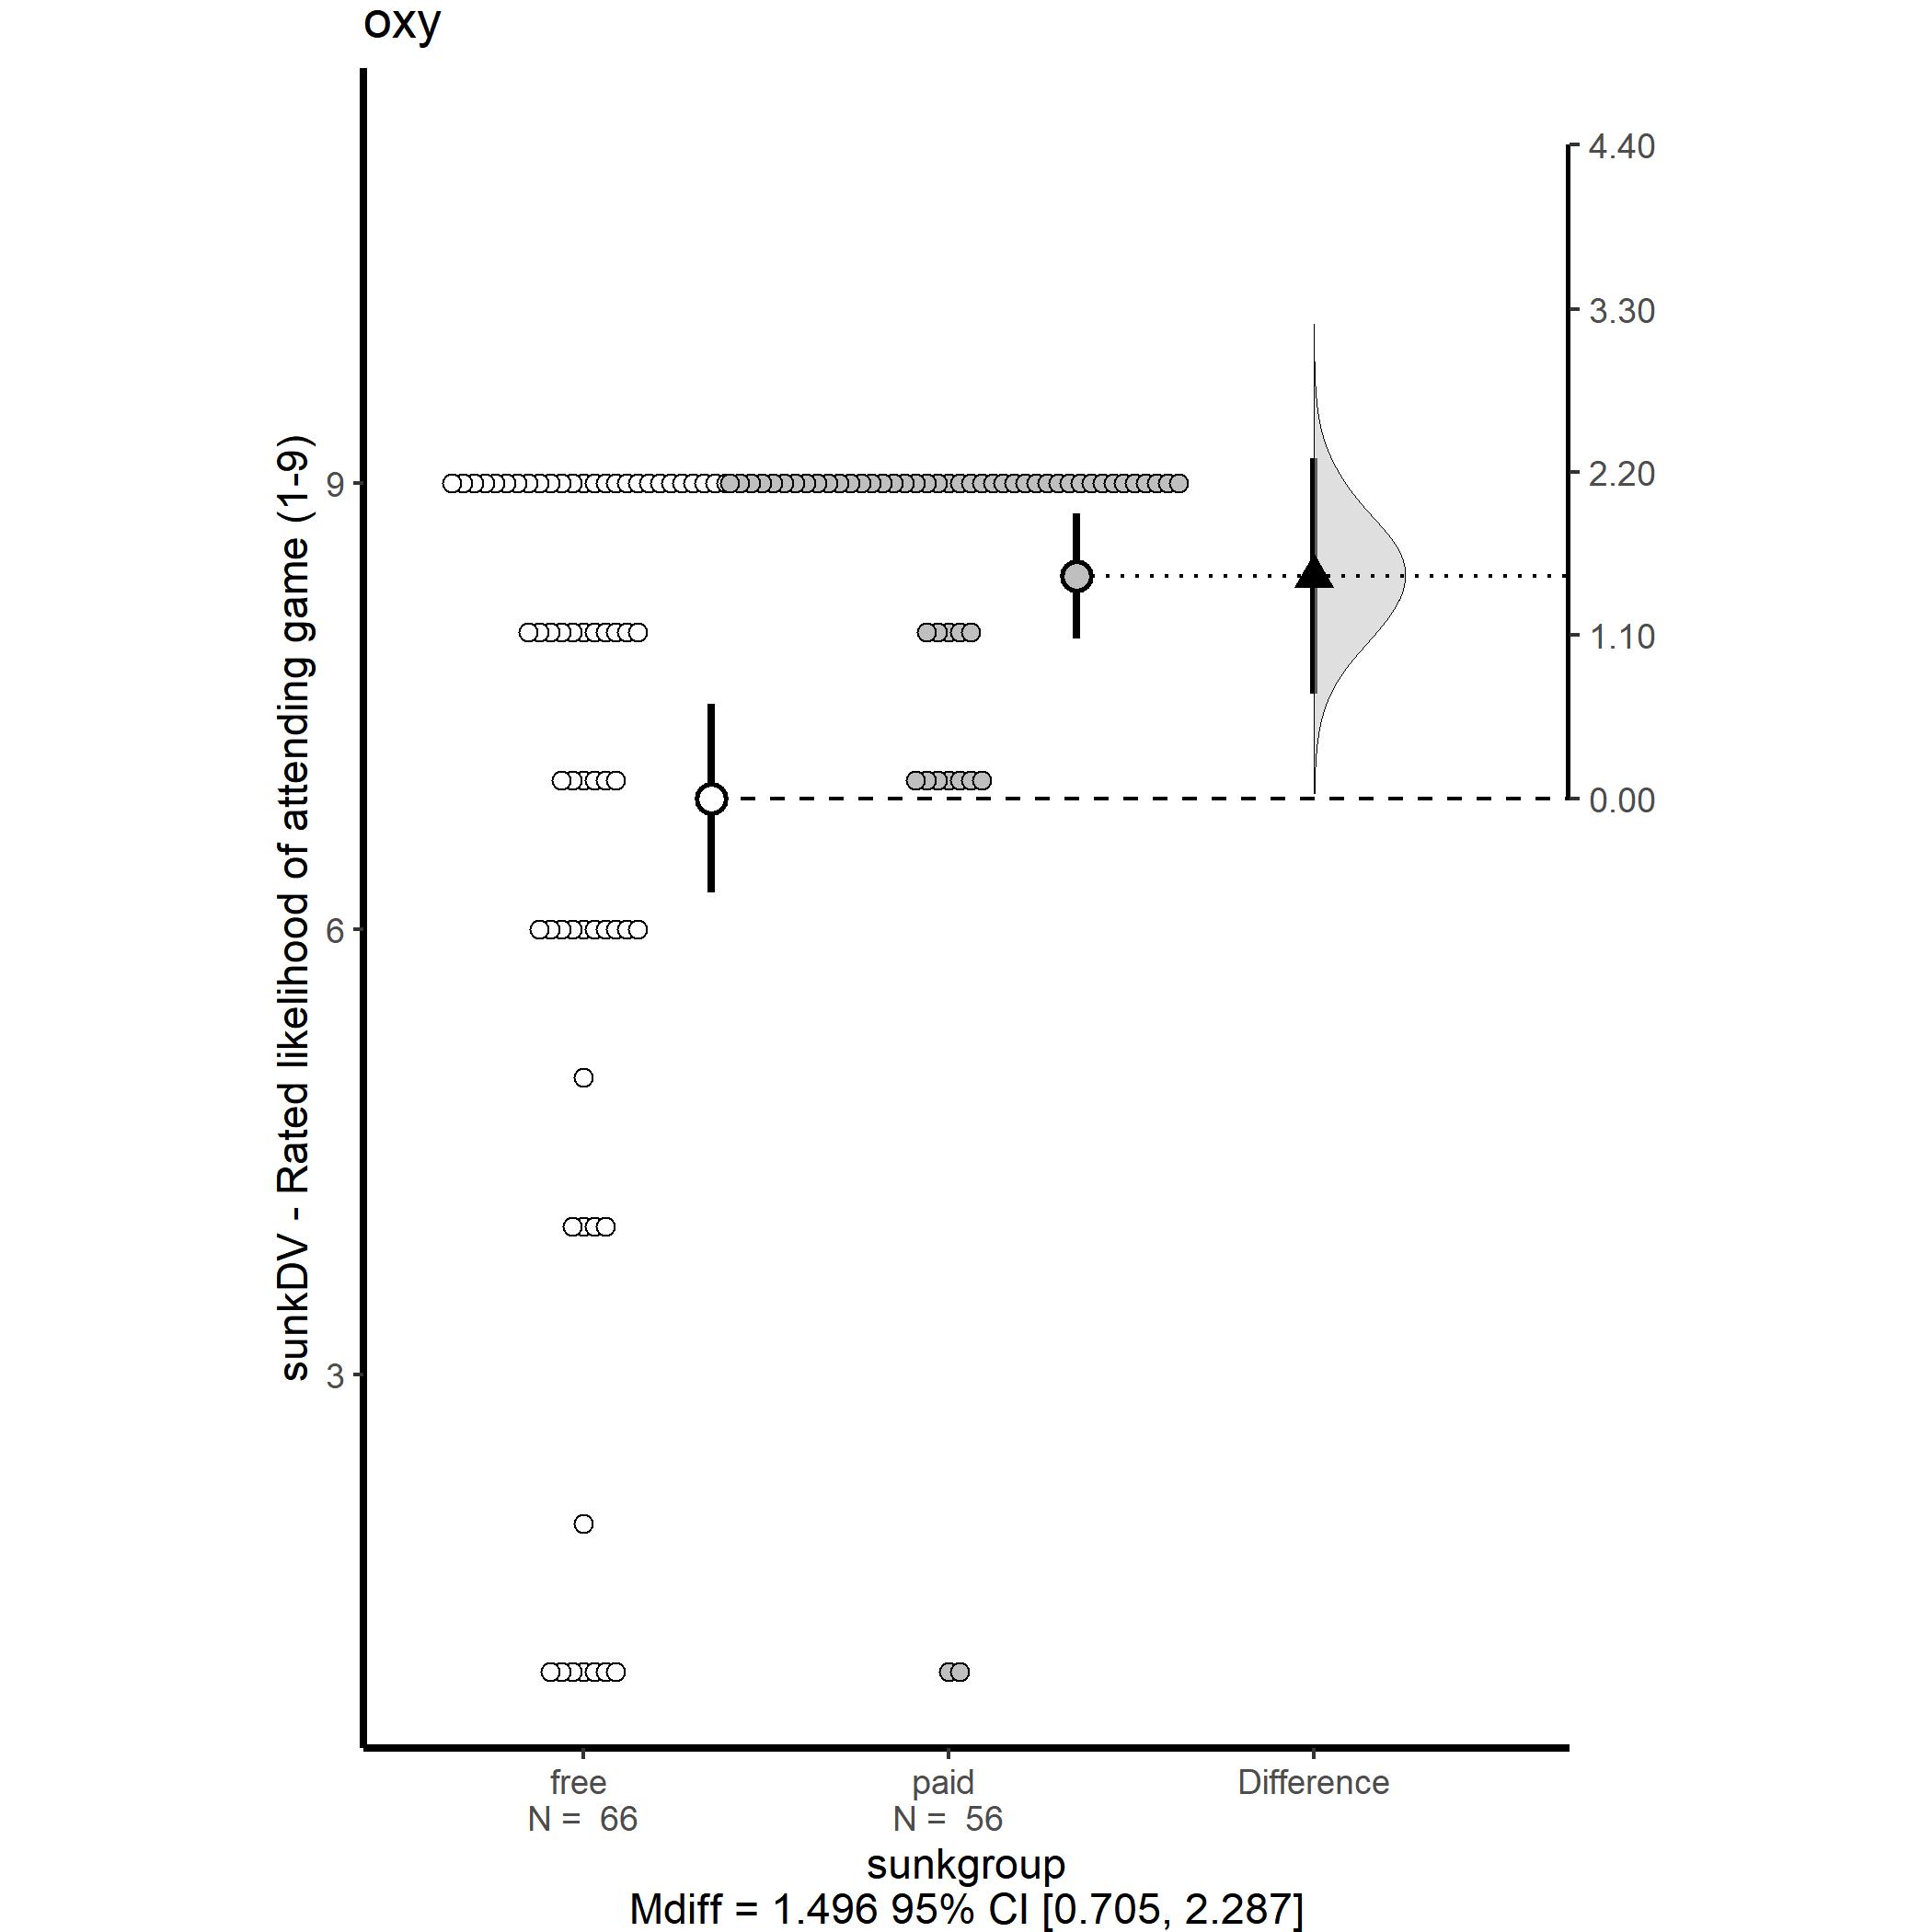 oxy
sunkDV - Rated likelihood of attending game (1-9)
9
6
3
4.40
3.30
2.20
1.10
0.00
free
N =  66
paid
N =  56
Difference
sunkgroup
Mdiff = 1.496 95% CI [0.705, 2.287]